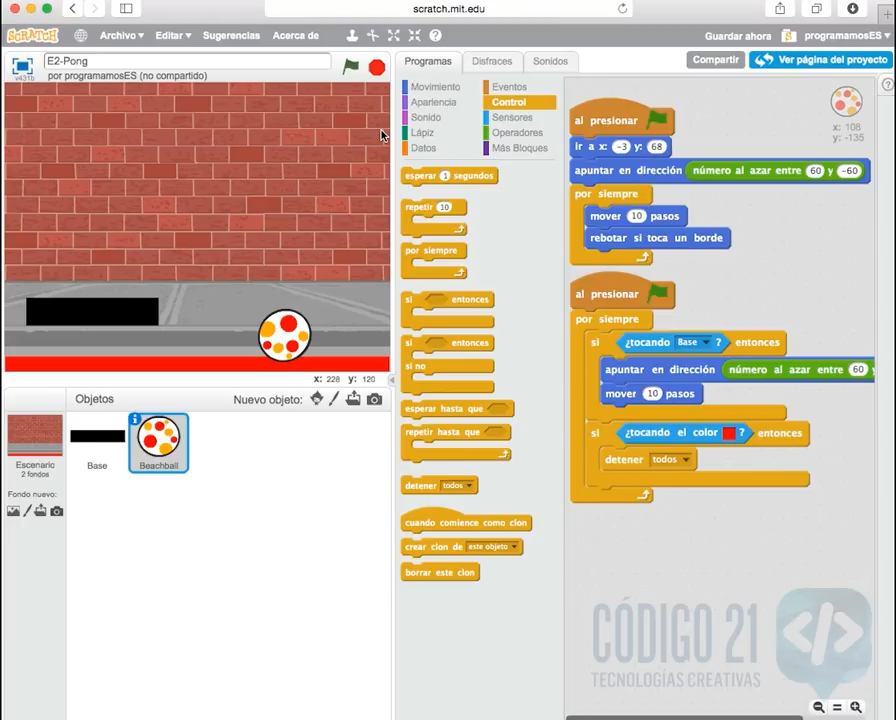 scratch.mit.edu
SCRATCH Archivo Editar Sugerencias Acerca de Guardar ahora programamosES
v431b E2-Pong
por programamosES (no compartido)
Programas Disfraces Sonidos
Compartir Ver página del proyecto
Movimiento Eventos
Apariencia Control
Sonido Sensores
Lápiz Operadores
Datos Más Bloques
esperar 1 segundos
repetir 10
por siempre
si entonces
si entonces
si no
esperar hasta que
repetir hasta que
detener todos
cuando comience como clon
crear clon de este objeto
borrar este clon
al presionar
ir a x: -3 y: 68
apuntar en dirección número al azar entre 60 y -60
por siempre
mover 10 pasos
rebotar si toca un borde
al presionar
por siempre
si ¿tocando Base ? entonces
apuntar en dirección número al azar entre 60
mover 10 pasos
si ¿tocando el color ? entonces
detener todos
x: 108
y: -135
x: 228 y: 120
Objetos Nuevo objeto:
Escenario
2 fondos
Base
Beachball
Fondo nuevo:
CÓDIGO 21
TECNOLOGÍAS CREATIVAS